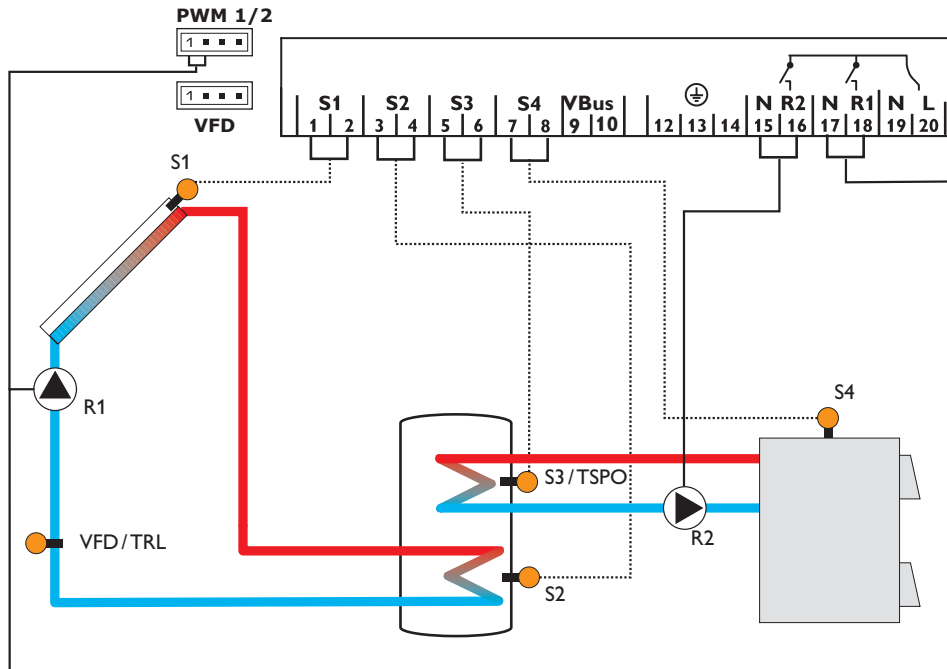 PWM 1/2
1
1
VFD
S1 S2 S3 S4 VBus N R2 N R1 N L
1 2 3 4 5 6 7 8 9 10 12 13 14 15 16 17 18 19 20
S1
R1
S4
S3/TSPO
R2
VFD/TRL
S2